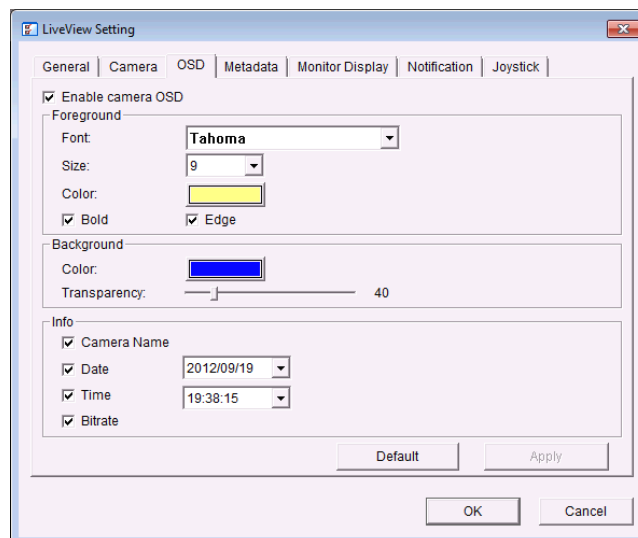 LiveView Setting
General Camera OSD Metadata Monitor Display Notification Joystick
Enable camera OSD
Foreground
Font: Tahoma
Size: 9
Color:
Bold Edge
Background
Color:
Transparency: 40
Info
Camera Name
Date 2012/09/19
Time 19:38:15
Bitrate
Default Apply
OK Cancel